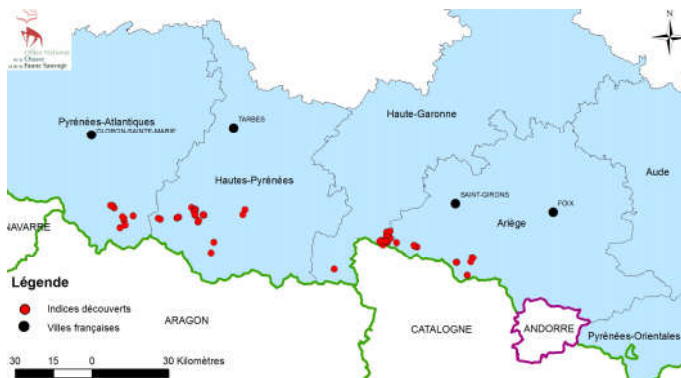 Office National
de la Chasse
et de la Faune Sauvage
N
Pyrénées-Atlantiques
OLORON-SAINTE-MARIE
TARBES
Haute-Garonne
Hautes-Pyrénées
Aude
SAINT-GIRONS
FOIX
Ariège
NAVARRE
Légende
Indices découverts
Villes françaises
ARAGON
CATALOGNE
ANDORRE
Pyrénées-Orientales
30 15 0 30 Kilomètres